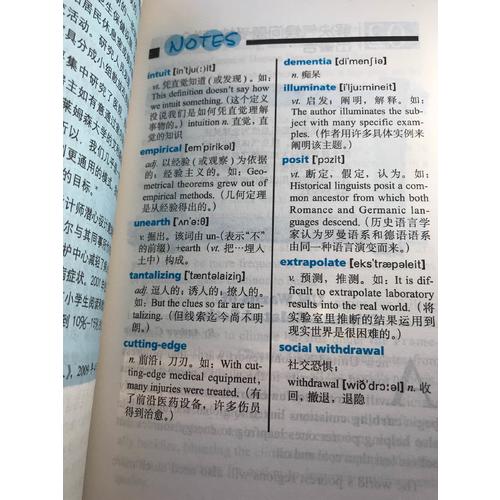 NOTES
intuit [in'tju(:)it]
vt. 凭直觉知道(或发现)。如:
This definition doesn't say how
we intuit something.(这个定义
没说我们是如何凭直觉理解
事物的。) intuition n. 直觉,直
觉的知识
empirical [em'pirikəl]
adj. 以经验(或观察)为依据
的;经验主义的。如:Geo-
metrical theorems grew out of
empirical methods.(几何定理
是从经验得出的。)
unearth ['ʌn'ə:θ]
v. 掘出。该词由 un-(表示“不”
的前缀)+earth (vt. 把…埋入
土中)构成。
tantalizing ['tæntəlaizig]
adj. 逗人的;诱人的;撩人的。
如:But the clues so far are tan-
talizing.(但线索迄今尚不明
朗。)
cutting-edge
n. 前沿;刀刃。如:With cut-
ting-edge medical equipment,
many injuries were treated.(有
了前沿医药设备,许多伤员
得到治愈。)
dementia [di'menʃiə]
n. 痴呆
illuminate [i'lju:mineit]
vt. 启发;阐明,解释。如:
The author illuminates the sub-
ject with many specific exam-
ples.(作者用许多具体实例来
阐明该主题。)
posit ['pɔzit]
vt. 断定,假定,认为。如:
Historical linguists posit a com-
mon ancestor from which both
Romance and Germanic lan-
guages descend.(历史语言学
家认为罗曼语系和德语语系
由同一种语言演变而来。)
extrapolate [eks'træpəleit]
v. 预测,推测。如:It is dif-
ficult to extrapolate laboratory
results into the real world.(将
实验室里推断的结果运用到
现实世界是很困难的。)
social withdrawal
社交恐惧;
withdrawal [wið'drɔ:əl] n. 收
回,撤退,退隐